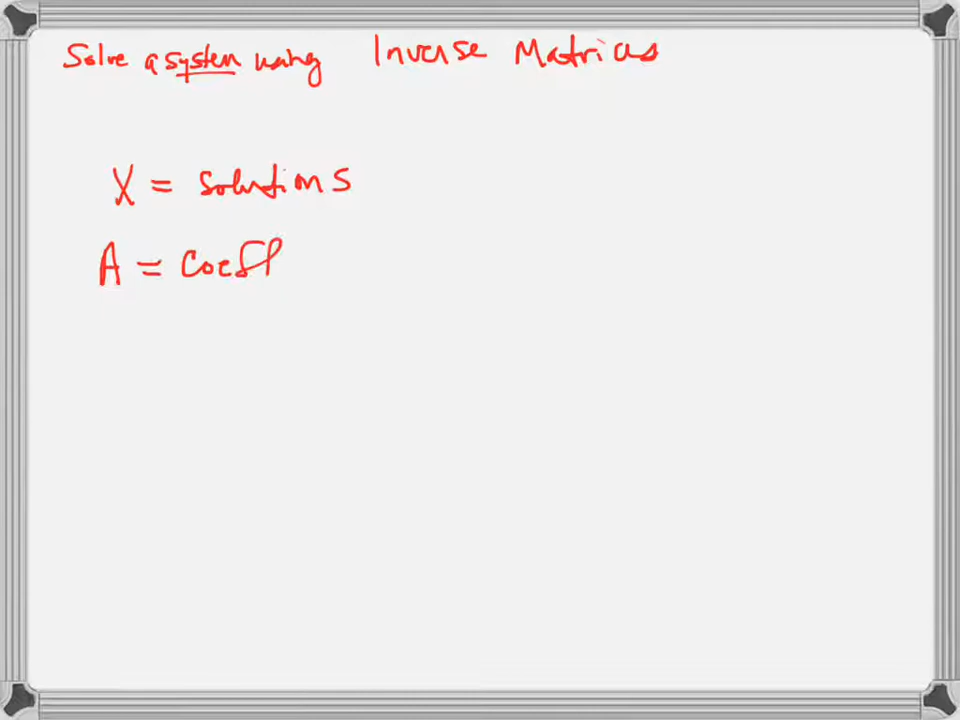 Solve a system using Inverse Matrices
X = Solutions
A = Coeff